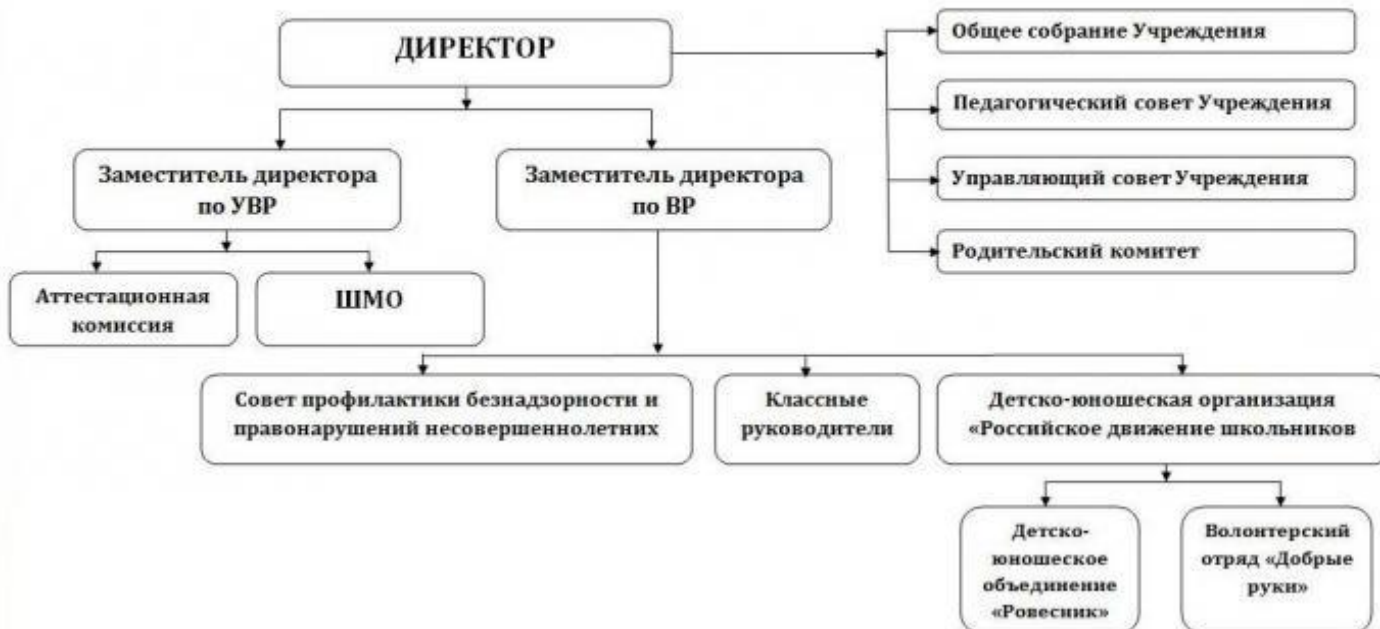 ДИРЕКТОР
Общее собрание Учреждения
Педагогический совет Учреждения
Управляющий совет Учреждения
Родительский комитет
Заместитель директора
по УВР
Заместитель директора
по ВР
Аттестационная
комиссия
ШМО
Совет профилактики безнадзорности и
правонарушений несовершеннолетних
Классные
руководители
Детско-юношеская организация
«Российское движение школьников
Детско-
юношеское
объединение
«Ровесник»
Волонтерский
отряд «Добрые
руки»